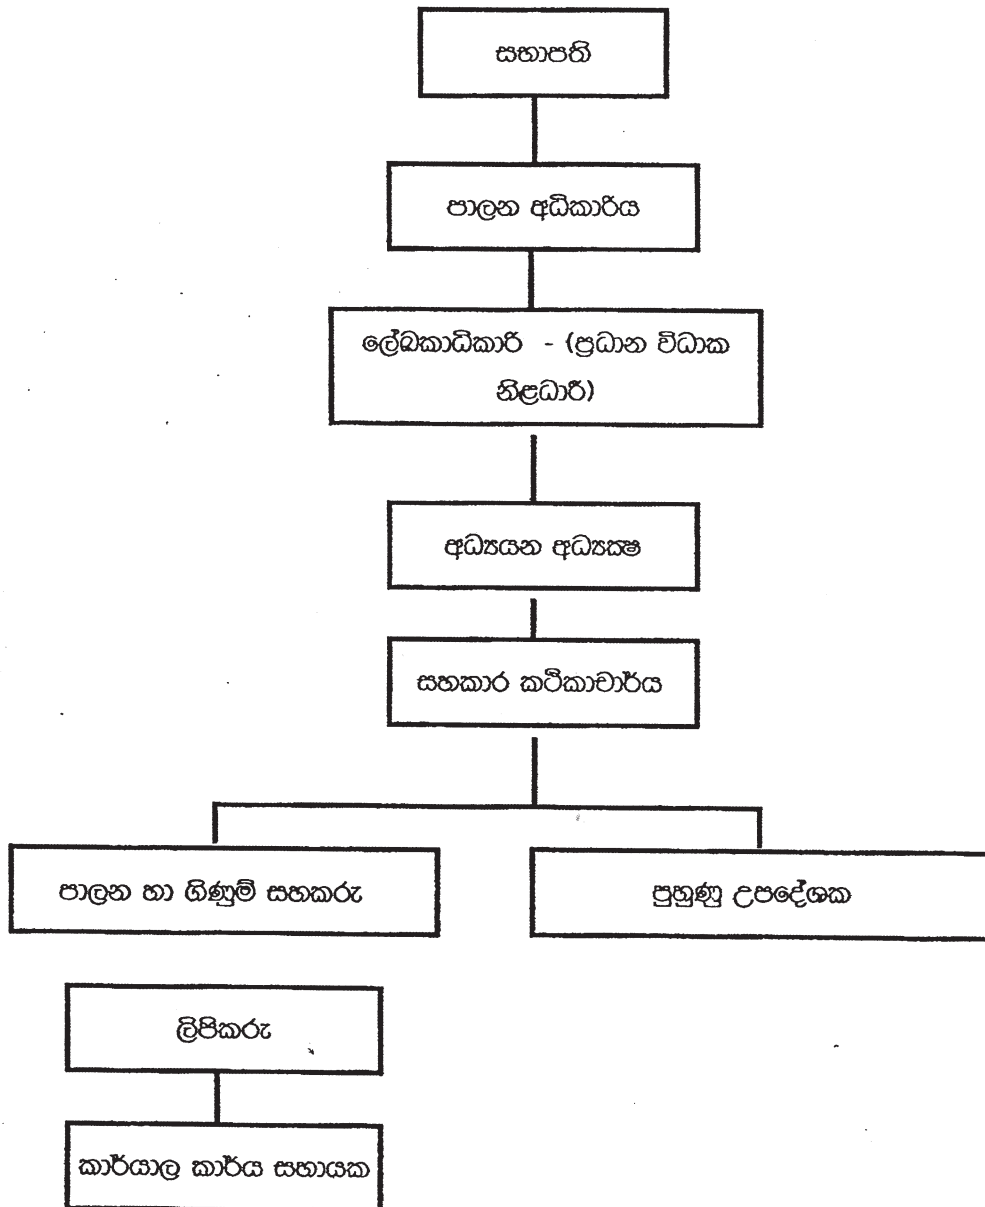 සභාපති
පාලන අධිකාරිය
ලේඛකාධිකාරි - (ප්‍රධාන විධාක
නිළධාරී)
අධ්‍යයන අධ්‍යක්ෂ
සහකාර කථිකාචාර්ය
පාලන හා ගිණුම් සහකරු
පුහුණු උපදේශක
ලිපිකරු
කාර්යාල කාර්ය සහායක